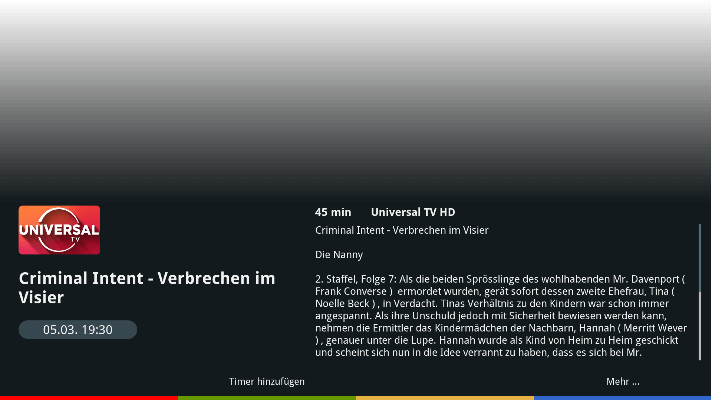 UNIVERSAL
TV
Criminal Intent - Verbrechen im
Visier
05.03. 19:30
45 min Universal TV HD
Criminal Intent - Verbrechen im Visier
Die Nanny
2. Staffel, Folge 7: Als die beiden Sprösslinge des wohlhabenden Mr. Davenport (
Frank Converse )  ermordet wurden, gerät sofort dessen zweite Ehefrau, Tina (
Noelle Beck ) , in Verdacht. Tinas Verhältnis zu den Kindern war schon immer
angespannt. Als ihre Unschuld jedoch mit Sicherheit bewiesen werden kann,
nehmen die Ermittler das Kindermädchen der Nachbarn, Hannah ( Merritt Wever
) , genauer unter die Lupe. Hannah wurde als Kind von Heim zu Heim geschickt
und scheint sich nun in die Idee verrannt zu haben, dass es sich bei Mr.
Timer hinzufügen
Mehr ...